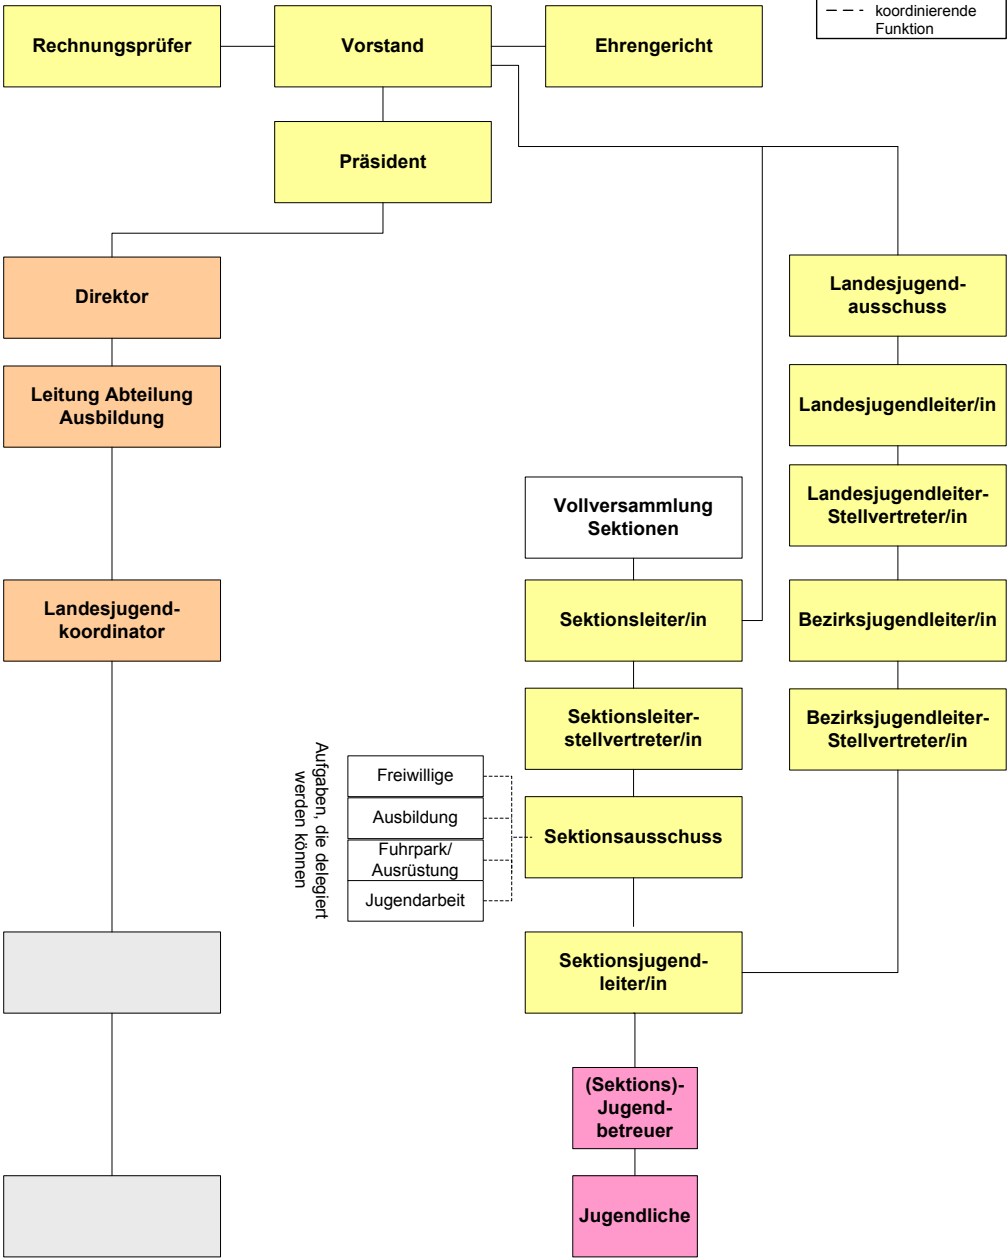 – – – koordinierende
Funktion
Rechnungsprüfer
Vorstand
Ehrengericht
Präsident
Direktor
Landesjugend-
ausschuss
Leitung Abteilung
Ausbildung
Landesjugendleiter/in
Landesjugendleiter-
Stellvertreter/in
Vollversammlung
Sektionen
Landesjugend-
koordinator
Sektionsleiter/in
Bezirksjugendleiter/in
Sektionsleiter-
stellvertreter/in
Bezirksjugendleiter-
Stellvertreter/in
Aufgaben, die delegiert
werden können
Freiwillige
Ausbildung
Fuhrpark/
Ausrüstung
Jugendarbeit
Sektionsausschuss
Sektionsjugend-
leiter/in
(Sektions)-
Jugend-
betreuer
Jugendliche